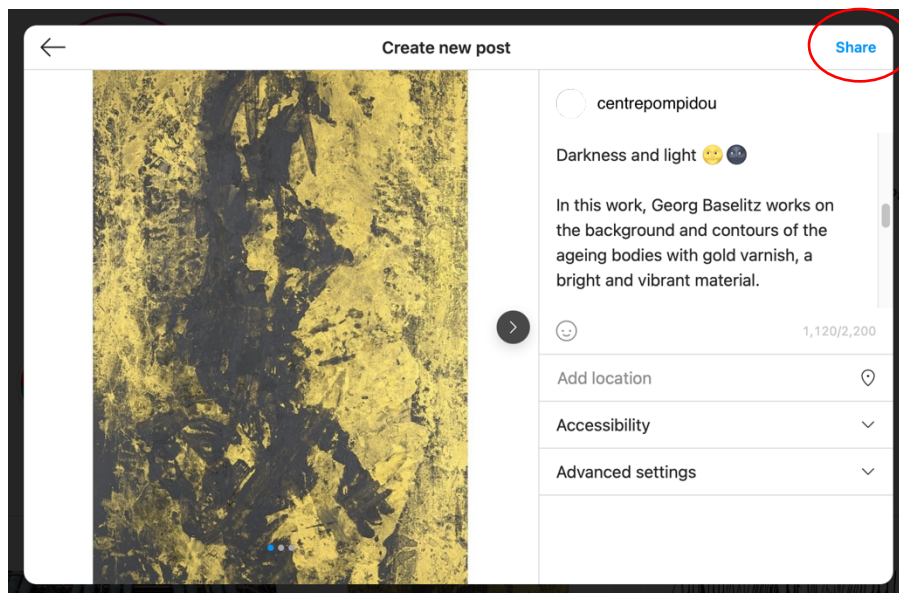 Create new post
Share
centrepompidou
Darkness and light 🌝🌚
In this work, Georg Baselitz works on
the background and contours of the
ageing bodies with gold varnish, a
bright and vibrant material.
1,120/2,200
Add location
Accessibility
Advanced settings